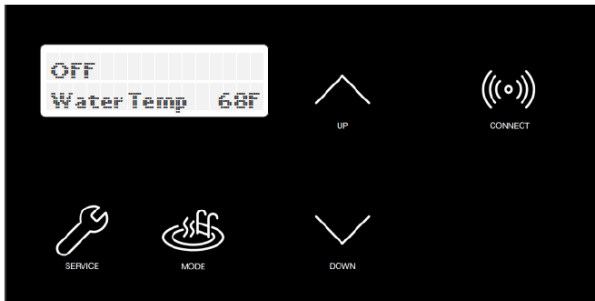 OFF
Water Temp 68F
UP
CONNECT
SERVICE
MODE
DOWN